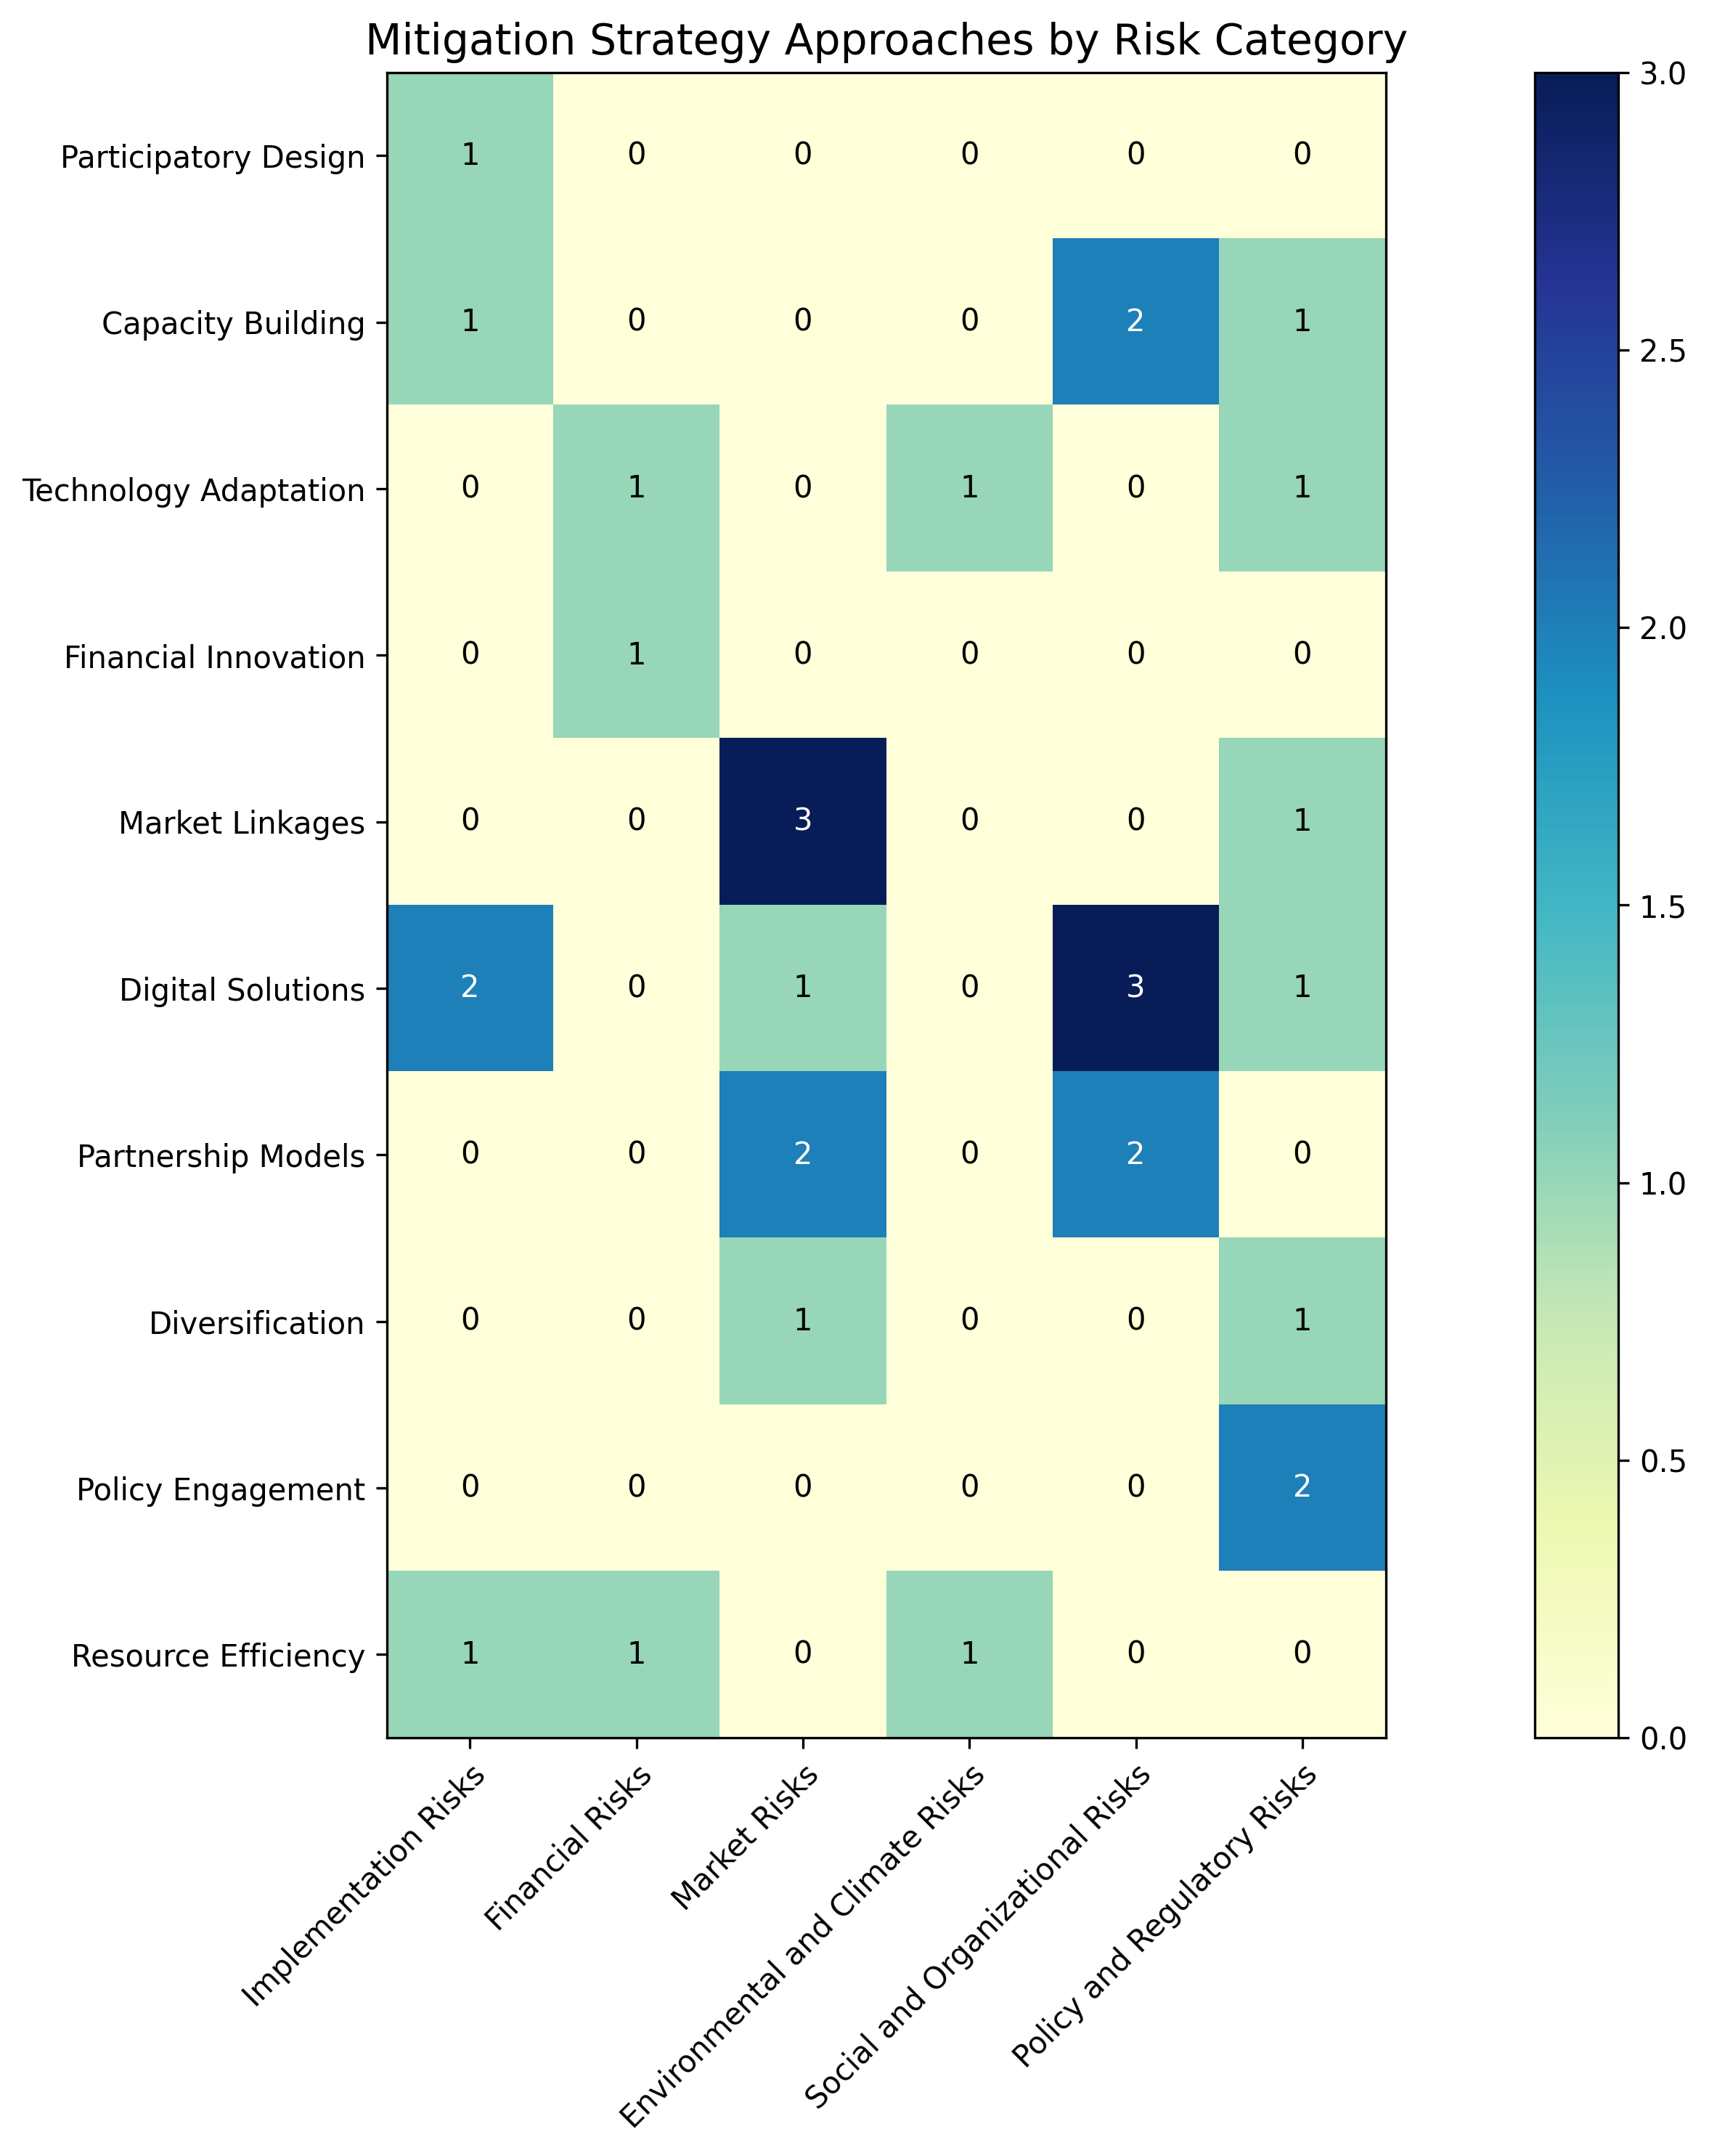 Mitigation Strategy Approaches by Risk Category
Participatory Design 1 0 0 0 0 0
Capacity Building 1 0 0 0 2 1
Technology Adaptation 0 1 0 1 0 1
Financial Innovation 0 1 0 0 0 0
Market Linkages 0 0 3 0 0 1
Digital Solutions 2 0 1 0 3 1
Partnership Models 0 0 2 0 2 0
Diversification 0 0 1 0 0 1
Policy Engagement 0 0 0 0 0 2
Resource Efficiency 1 1 0 1 0 0
Implementation Risks
Financial Risks
Market Risks
Environmental and Climate Risks
Social and Organizational Risks
Policy and Regulatory Risks
3.0
2.5
2.0
1.5
1.0
0.5
0.0